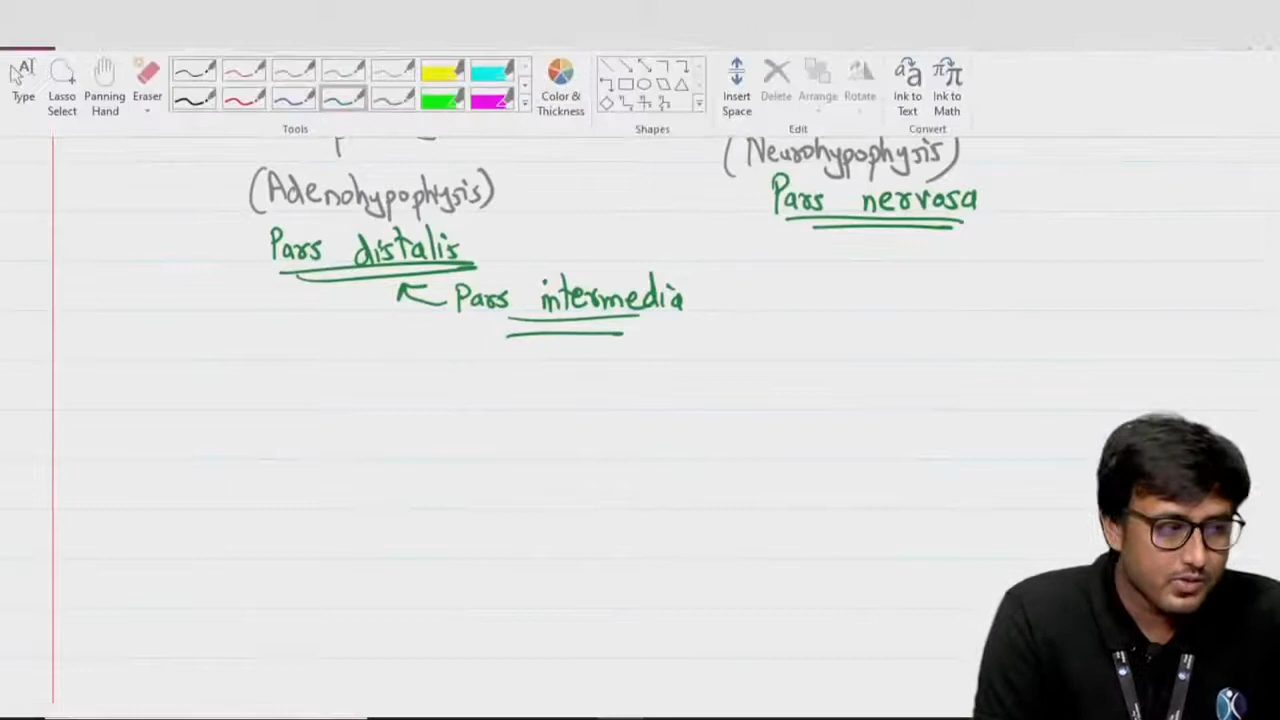 Type
Lasso Select
Panning Hand
Eraser
Tools
Color & Thickness
Shapes
Insert Space
Delete
Arrange
Rotate
Edit
Ink to Text
Ink to Math
Convert
(Neurohypophysis)
Pars nervosa
(Adenohypophysis)
Pars distalis
Pars intermedia